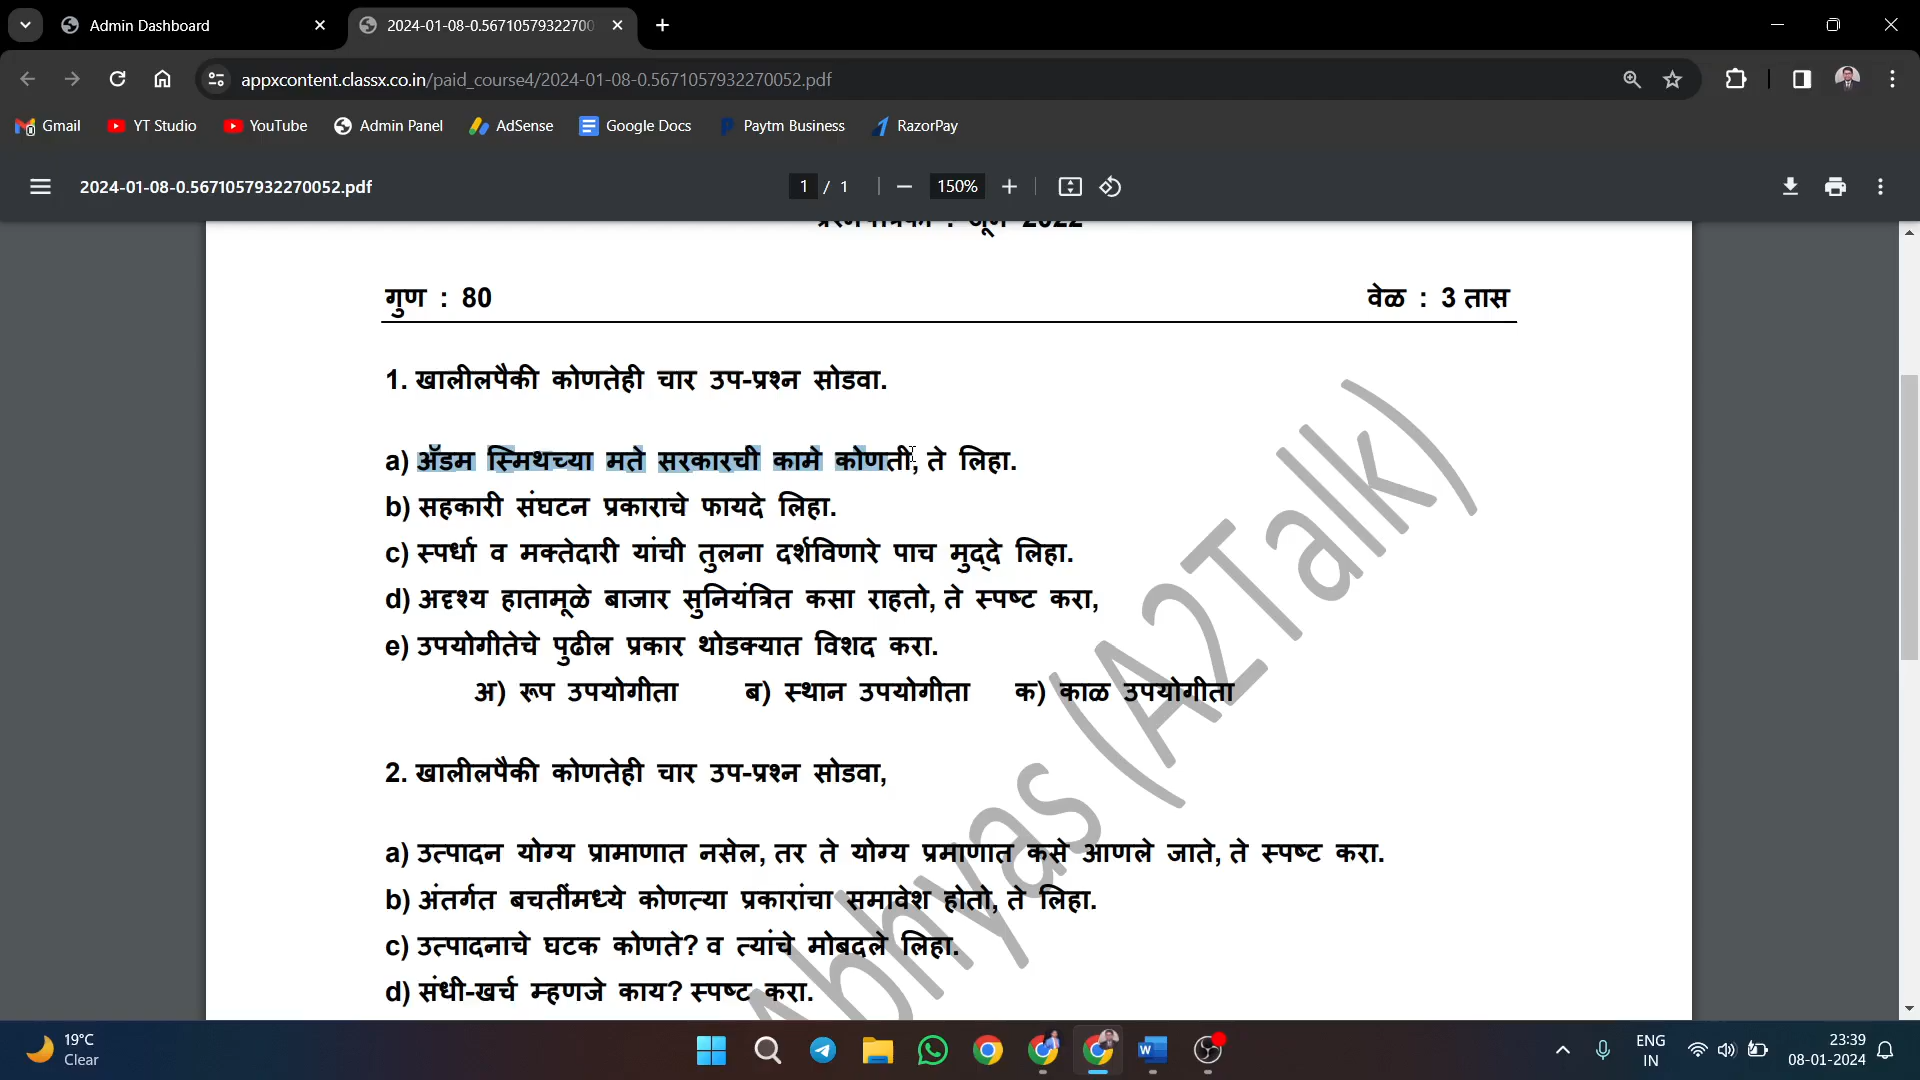 Admin Dashboard
2024-01-08-0.5671057932270
appxcontent.classx.co.in/paid_course4/2024-01-08-0.5671057932270052.pdf
Gmail YT Studio YouTube Admin Panel AdSense Google Docs Paytm Business RazorPay
2024-01-08-0.5671057932270052.pdf 1 / 1 150%
प्रश्नपत्रिका : जून 2022
गुण : 80 वेळ : 3 तास
1. खालीलपैकी कोणतेही चार उप-प्रश्न सोडवा.
a) ॲडम स्मिथच्या मते सरकारची कामे कोणती, ते लिहा.
b) सहकारी संघटन प्रकाराचे फायदे लिहा.
c) स्पर्धा व मक्तेदारी यांची तुलना दर्शविणारे पाच मुद्दे लिहा.
d) अदृश्य हातामूळे बाजार सुनियंत्रित कसा राहतो, ते स्पष्ट करा,
e) उपयोगीतेचे पुढील प्रकार थोडक्यात विशद करा.
अ) रूप उपयोगीता ब) स्थान उपयोगीता क) काळ उपयोगीता
2. खालीलपैकी कोणतेही चार उप-प्रश्न सोडवा,
a) उत्पादन योग्य प्रामाणात नसेल, तर ते योग्य प्रमाणात कसे आणले जाते, ते स्पष्ट करा.
b) अंतर्गत बचतींमध्ये कोणत्या प्रकारांचा समावेश होतो, ते लिहा.
c) उत्पादनाचे घटक कोणते? व त्यांचे मोबदले लिहा.
d) संधी-खर्च म्हणजे काय? स्पष्ट करा.
Abhyas (A2Talk)
19°C
Clear
ENG
IN
23:39
08-01-2024